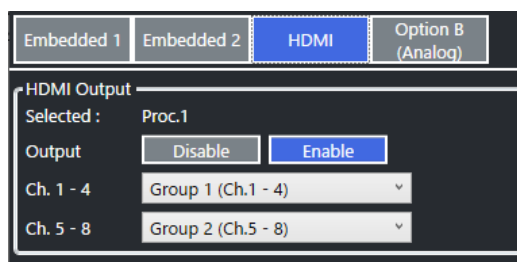 Embedded 1 Embedded 2 HDMI Option B
(Analog)
HDMI Output
Selected : Proc.1
Output Disable Enable
Ch. 1 - 4 Group 1 (Ch.1 - 4)
Ch. 5 - 8 Group 2 (Ch.5 - 8)